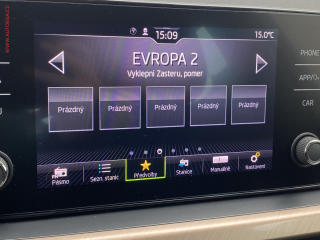 15:09
15.0°C
EVROPA 2
Vyklepni Zasteru, pomer
Prázdný Prázdný Prázdný Prázdný Prázdný
Pásmo Sezn. stanic Předvolby Stanice Manuálně Nastavení
PHONE
APP/
CAR